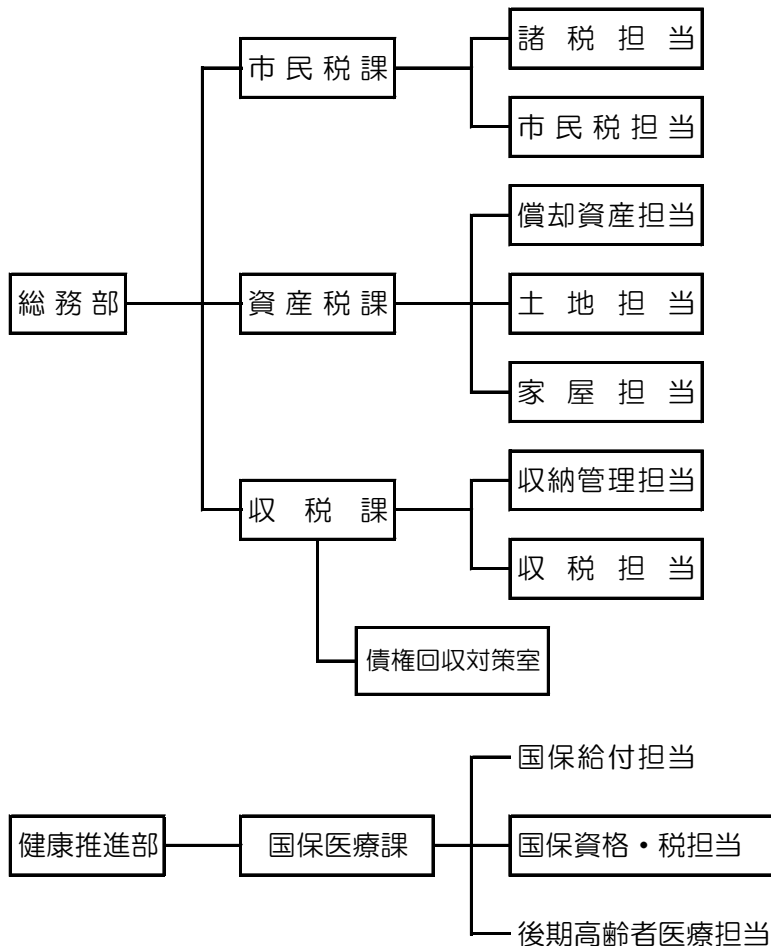 総務部
市民税課
諸税担当
市民税担当
資産税課
償却資産担当
土地担当
家屋担当
収税課
収納管理担当
収税担当
債権回収対策室
健康推進部
国保医療課
国保給付担当
国保資格・税担当
後期高齢者医療担当